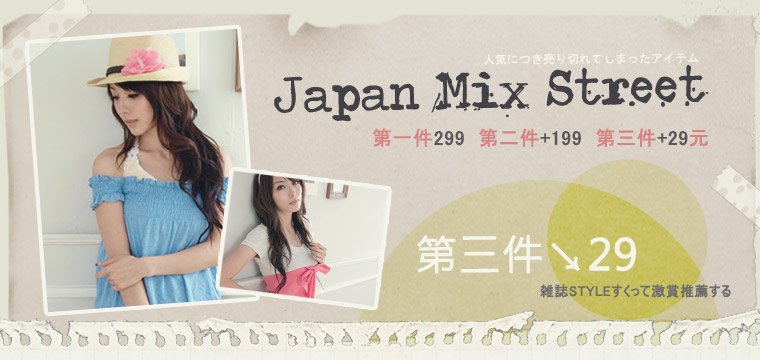 人気につき売り切れてしまったアイテム
Japan Mix Street
第一件299 第二件+199 第三件+29元
第三件↘29
雑誌STYLEすくって激賞推薦する